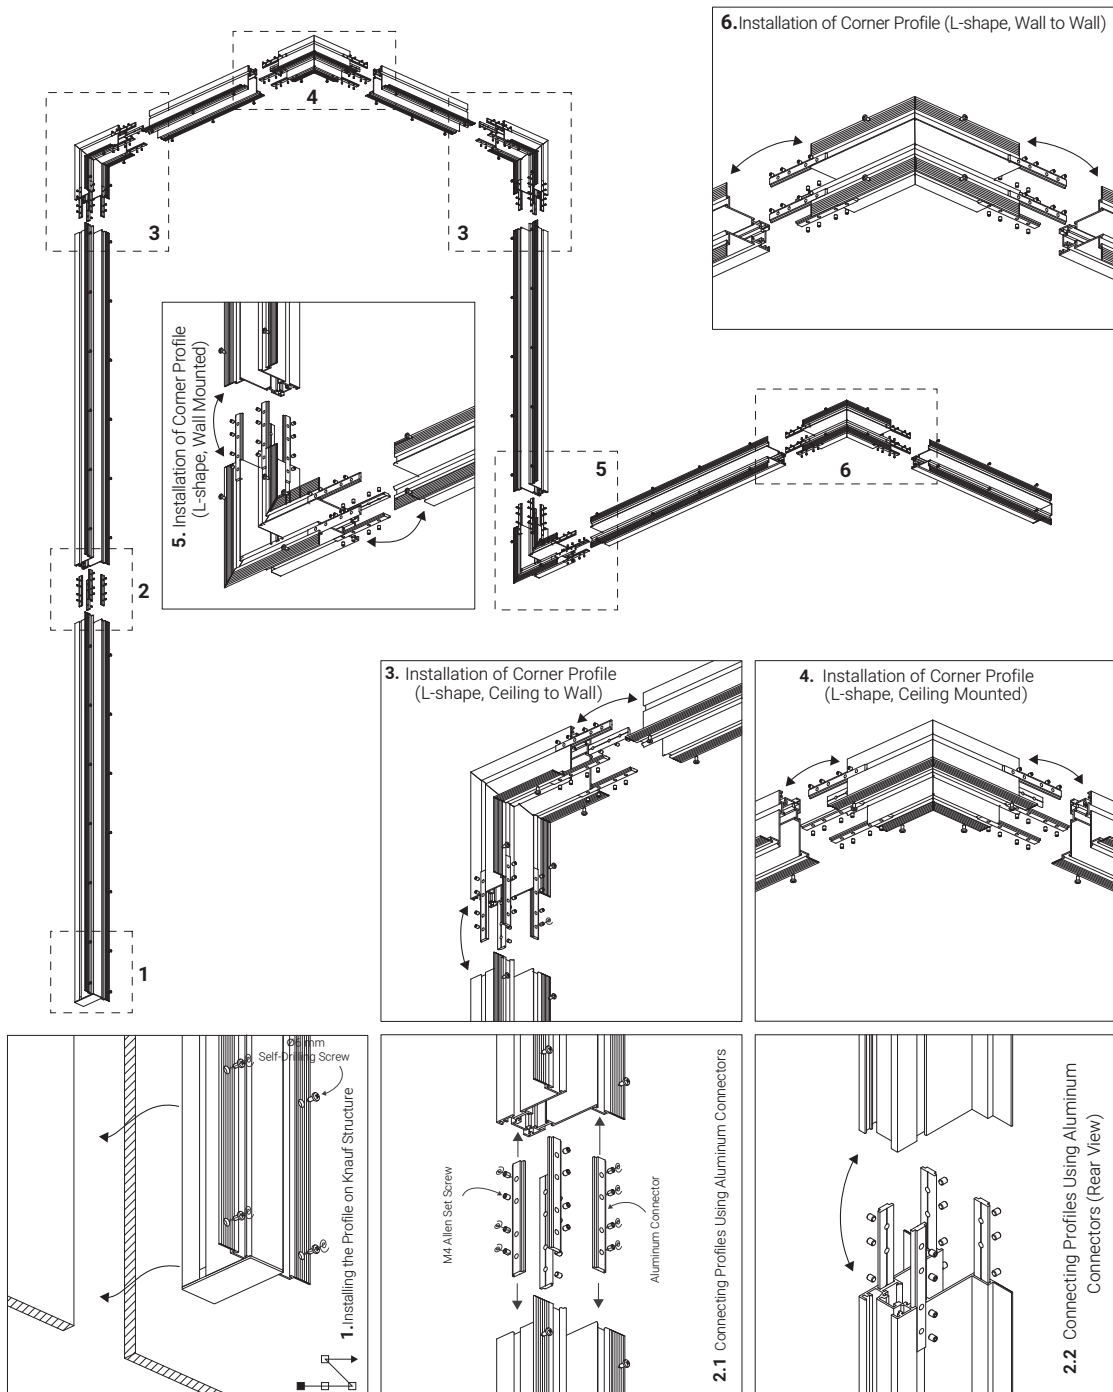 6.Installation of Corner Profile (L-shape, Wall to Wall)
4
3
3
5. Installation of Corner Profile
(L-shape, Wall Mounted)
5
6
2
3. Installation of Corner Profile
(L-shape, Ceiling to Wall)
4. Installation of Corner Profile
(L-shape, Ceiling Mounted)
1
Ø6 mm
Self-Drilling Screw
1.Installing the Profile on Knauf Structure
M4 Allen Set Screw
Aluminum Connector
2.1 Connecting Profiles Using Aluminum Connectors
2.2 Connecting Profiles Using Aluminum
Connectors (Rear View)